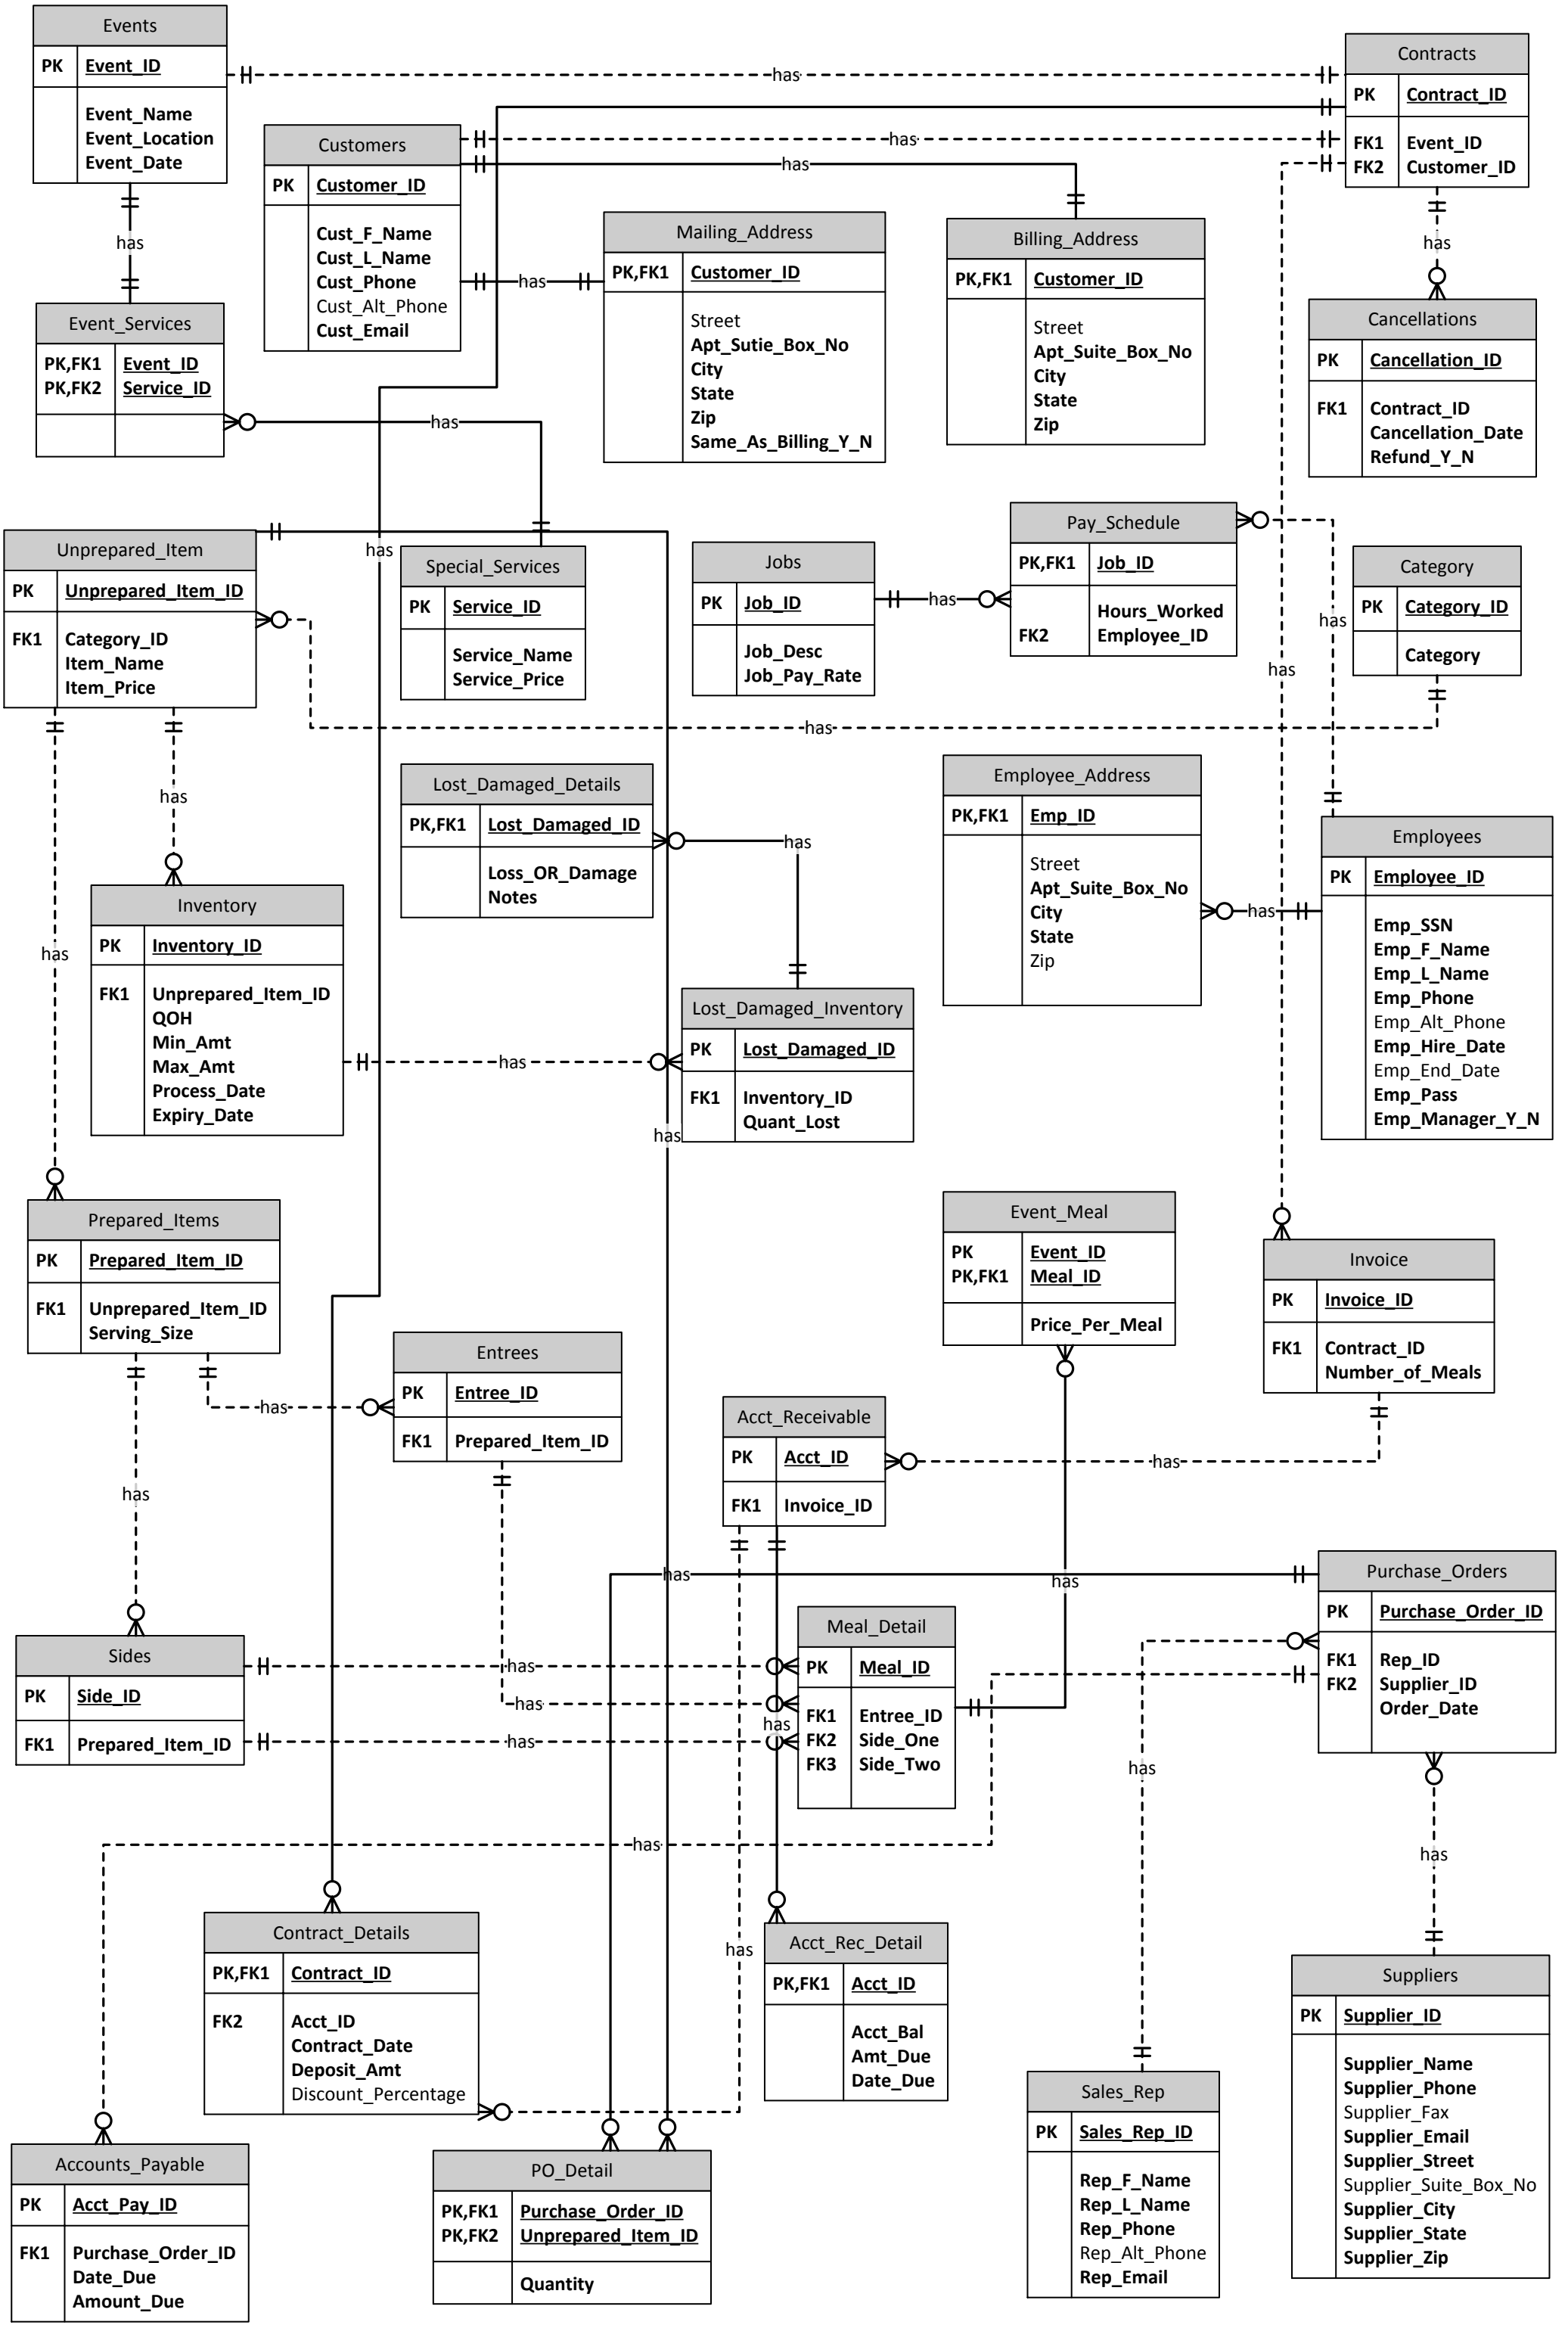 Events
PK Event_ID
Event_Name
Event_Location
Event_Date
has
Contracts
PK Contract_ID
FK1 Event_ID
FK2 Customer_ID
Customers
PK Customer_ID
Cust_F_Name
Cust_L_Name
Cust_Phone
Cust_Alt_Phone
Cust_Email
has
has
has
Mailing_Address
PK,FK1 Customer_ID
Street
Apt_Sutie_Box_No
City
State
Zip
Same_As_Billing_Y_N
Billing_Address
PK,FK1 Customer_ID
Street
Apt_Suite_Box_No
City
State
Zip
has
has
Event_Services
PK,FK1 Event_ID
PK,FK2 Service_ID
has
Cancellations
PK Cancellation_ID
FK1 Contract_ID
Cancellation_Date
Refund_Y_N
Unprepared_Item
PK Unprepared_Item_ID
FK1 Category_ID
Item_Name
Item_Price
has
Special_Services
PK Service_ID
Service_Name
Service_Price
Jobs
PK Job_ID
Job_Desc
Job_Pay_Rate
has
Pay_Schedule
PK,FK1 Job_ID
Hours_Worked
FK2 Employee_ID
has
has
Category
PK Category_ID
Category
has
has
Lost_Damaged_Details
PK,FK1 Lost_Damaged_ID
Loss_OR_Damage
Notes
has
Employee_Address
PK,FK1 Emp_ID
Street
Apt_Suite_Box_No
City
State
Zip
has
Employees
PK Employee_ID
Emp_SSN
Emp_F_Name
Emp_L_Name
Emp_Phone
Emp_Alt_Phone
Emp_Hire_Date
Emp_End_Date
Emp_Pass
Emp_Manager_Y_N
has
Inventory
PK Inventory_ID
FK1 Unprepared_Item_ID
QOH
Min_Amt
Max_Amt
Process_Date
Expiry_Date
has
Lost_Damaged_Inventory
PK Lost_Damaged_ID
FK1 Inventory_ID
Quant_Lost
has
Prepared_Items
PK Prepared_Item_ID
FK1 Unprepared_Item_ID
Serving_Size
Event_Meal
PK Event_ID
PK,FK1 Meal_ID
Price_Per_Meal
Invoice
PK Invoice_ID
FK1 Contract_ID
Number_of_Meals
has
Entrees
PK Entree_ID
FK1 Prepared_Item_ID
Acct_Receivable
PK Acct_ID
FK1 Invoice_ID
has
has
has
has
Purchase_Orders
PK Purchase_Order_ID
FK1 Rep_ID
FK2 Supplier_ID
Order_Date
Sides
PK Side_ID
FK1 Prepared_Item_ID
has
has
has
has
Meal_Detail
PK Meal_ID
FK1 Entree_ID
FK2 Side_One
FK3 Side_Two
has
has
has
Contract_Details
PK,FK1 Contract_ID
FK2 Acct_ID
Contract_Date
Deposit_Amt
Discount_Percentage
has
Acct_Rec_Detail
PK,FK1 Acct_ID
Acct_Bal
Amt_Due
Date_Due
Sales_Rep
PK Sales_Rep_ID
Rep_F_Name
Rep_L_Name
Rep_Phone
Rep_Alt_Phone
Rep_Email
Suppliers
PK Supplier_ID
Supplier_Name
Supplier_Phone
Supplier_Fax
Supplier_Email
Supplier_Street
Supplier_Suite_Box_No
Supplier_City
Supplier_State
Supplier_Zip
Accounts_Payable
PK Acct_Pay_ID
FK1 Purchase_Order_ID
Date_Due
Amount_Due
PO_Detail
PK,FK1 Purchase_Order_ID
PK,FK2 Unprepared_Item_ID
Quantity